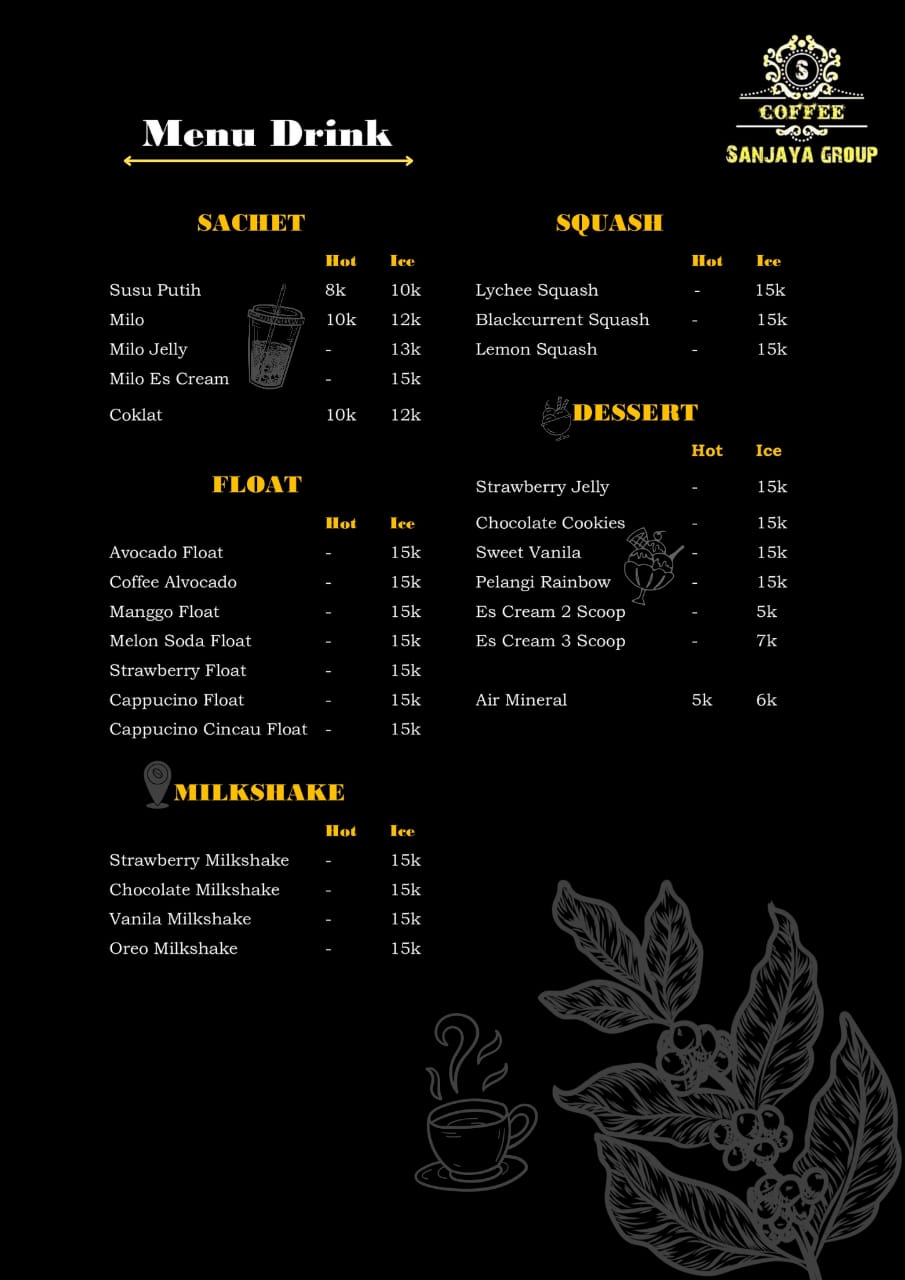 S
COFFEE
SANJAYA GROUP
Menu Drink
SACHET
Hot Ice
Susu Putih 8k 10k
Milo 10k 12k
Milo Jelly - 13k
Milo Es Cream - 15k
Coklat 10k 12k
FLOAT
Hot Ice
Avocado Float - 15k
Coffee Alvocado - 15k
Manggo Float - 15k
Melon Soda Float - 15k
Strawberry Float - 15k
Cappucino Float - 15k
Cappucino Cincau Float - 15k
MILKSHAKE
Hot Ice
Strawberry Milkshake - 15k
Chocolate Milkshake - 15k
Vanila Milkshake - 15k
Oreo Milkshake - 15k
SQUASH
Hot Ice
Lychee Squash - 15k
Blackcurrent Squash - 15k
Lemon Squash - 15k
DESSERT
Hot Ice
Strawberry Jelly - 15k
Chocolate Cookies - 15k
Sweet Vanila - 15k
Pelangi Rainbow - 15k
Es Cream 2 Scoop - 5k
Es Cream 3 Scoop - 7k
Air Mineral 5k 6k